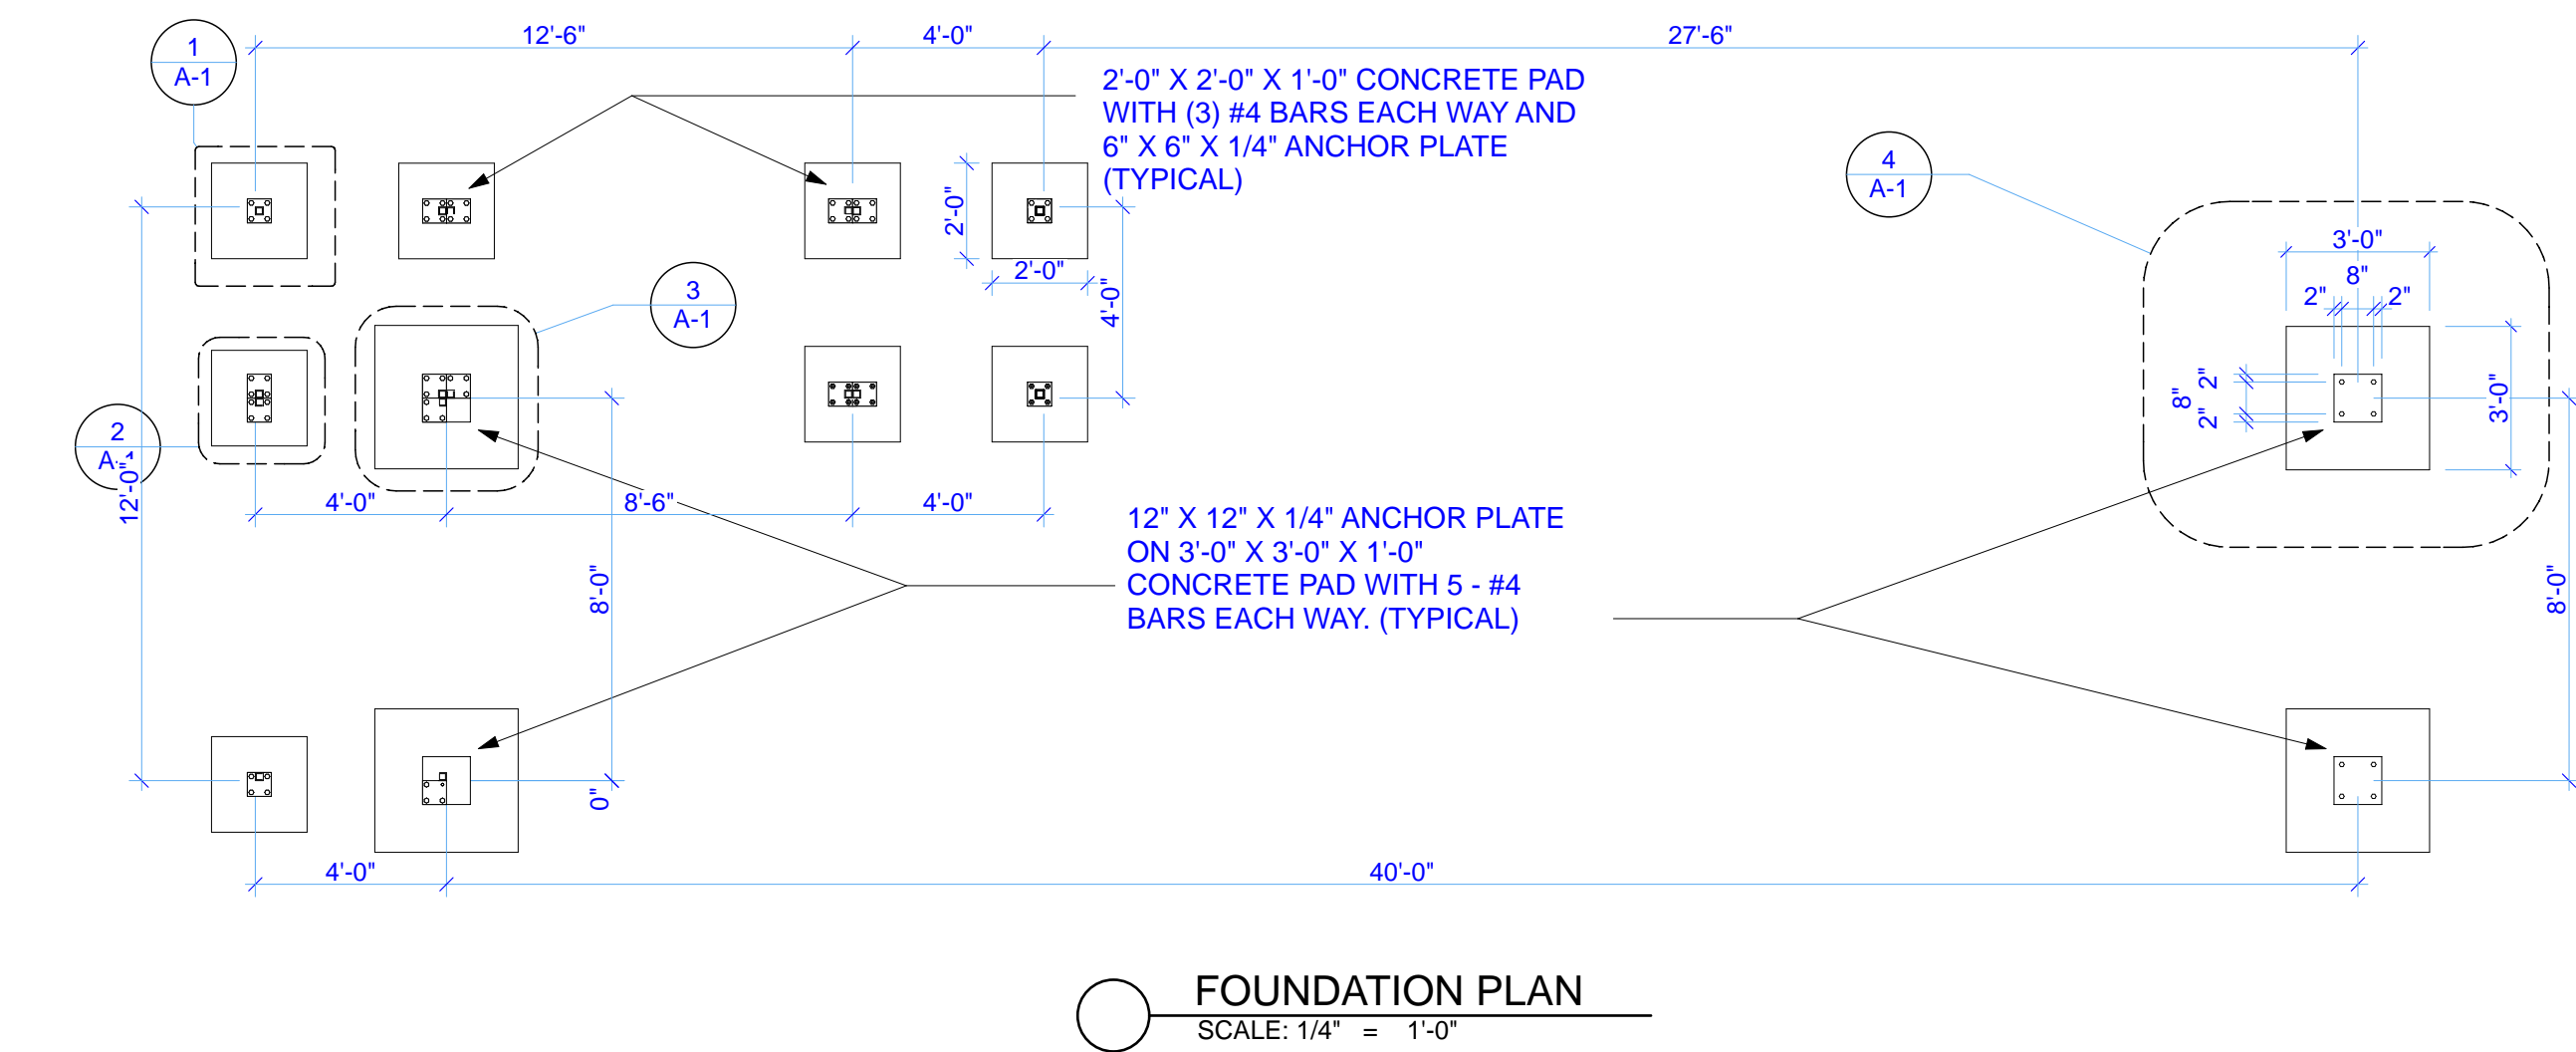 1
A-1
12'-6"
4'-0"
27'-6"
2'-0" X 2'-0" X 1'-0" CONCRETE PAD
WITH (3) #4 BARS EACH WAY AND
6" X 6" X 1/4" ANCHOR PLATE
(TYPICAL)
4
A-1
2'-0"
2'-0"
4'-0"
3'-0"
8"
2"
2"
3
A-1
2"
8"
2"
3'-0"
2
A-1
12'-0"
4'-0"
8'-6"
4'-0"
12" X 12" X 1/4" ANCHOR PLATE
ON 3'-0" X 3'-0" X 1'-0"
CONCRETE PAD WITH 5 - #4
BARS EACH WAY. (TYPICAL)
8'-0"
8'-0"
0"
4'-0"
40'-0"
FOUNDATION PLAN
SCALE: 1/4" = 1'-0"